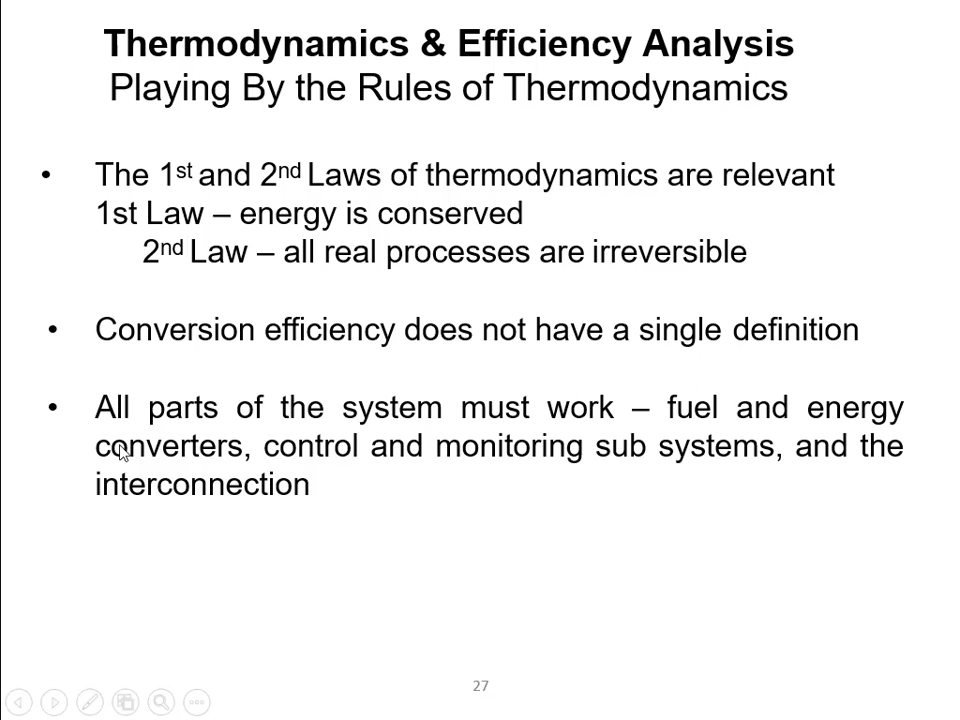 Thermodynamics & Efficiency Analysis
Playing By the Rules of Thermodynamics
• The 1st and 2nd Laws of thermodynamics are relevant
1st Law – energy is conserved
2nd Law – all real processes are irreversible
• Conversion efficiency does not have a single definition
• All parts of the system must work – fuel and energy
converters, control and monitoring sub systems, and the
interconnection
27